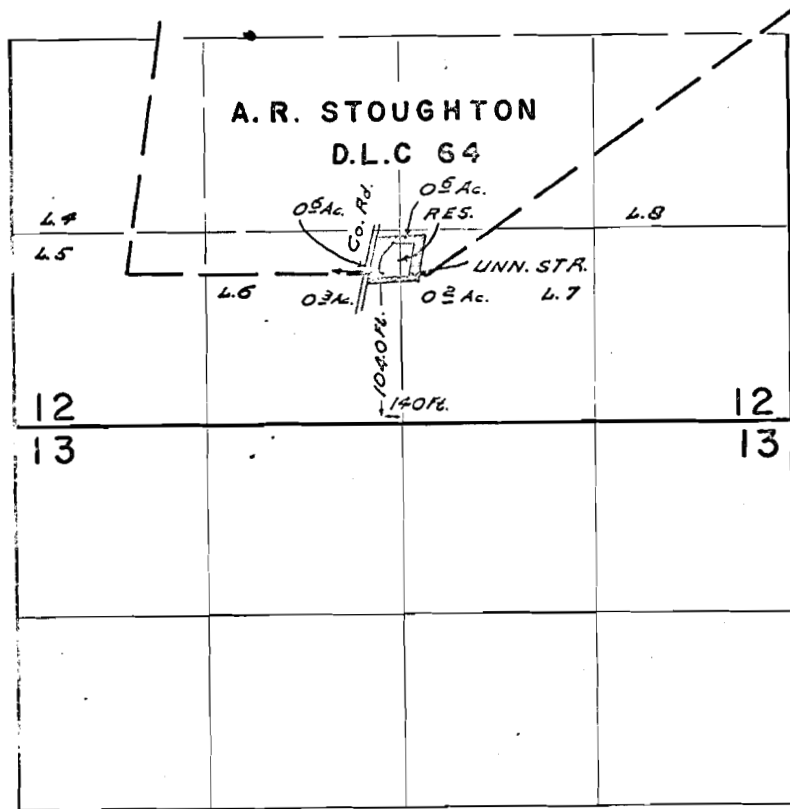 A.R. STOUGHTON
D.L.C 64
0.6 Ac.
Co. Rd.
0.6 Ac.
RES.
L.4
L.8
L.5
UNN. STR.
L.6
0.3 Ac.
0.2 Ac.
L.7
1040 Ft.
140 Ft.
12
12
13
13